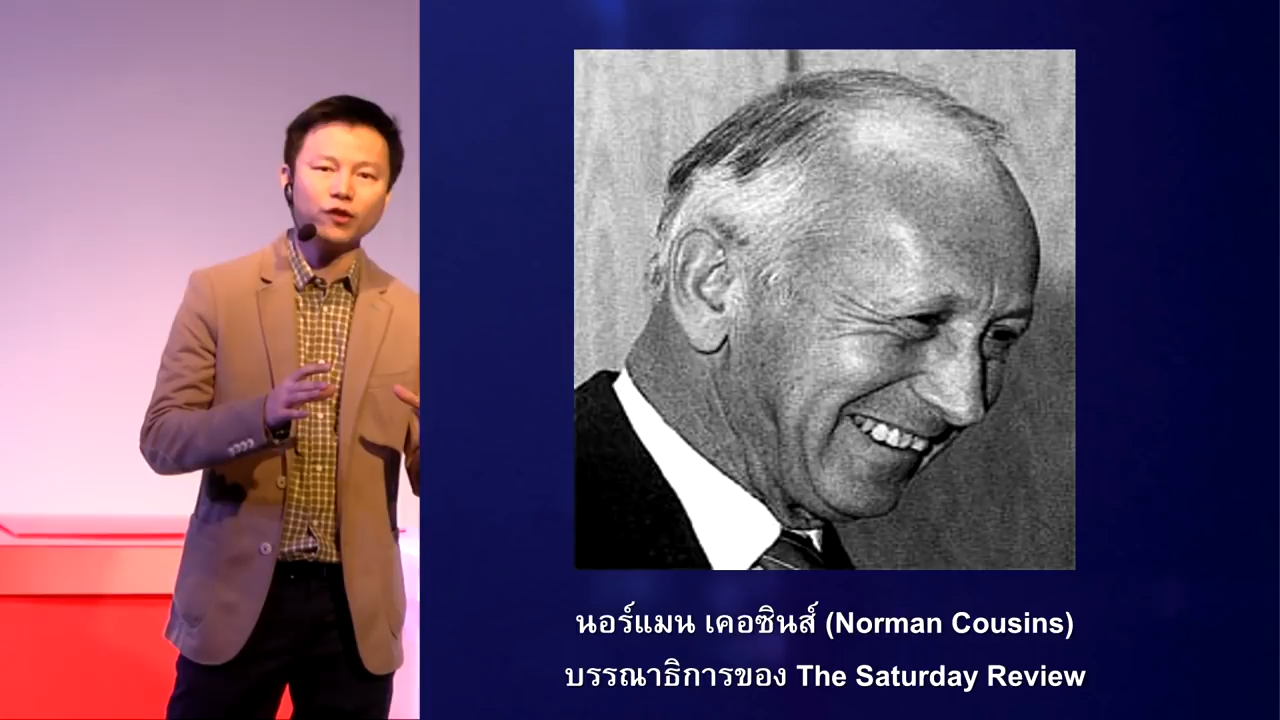 นอร์แมน เคอซินส์ (Norman Cousins)
บรรณาธิการของ The Saturday Review